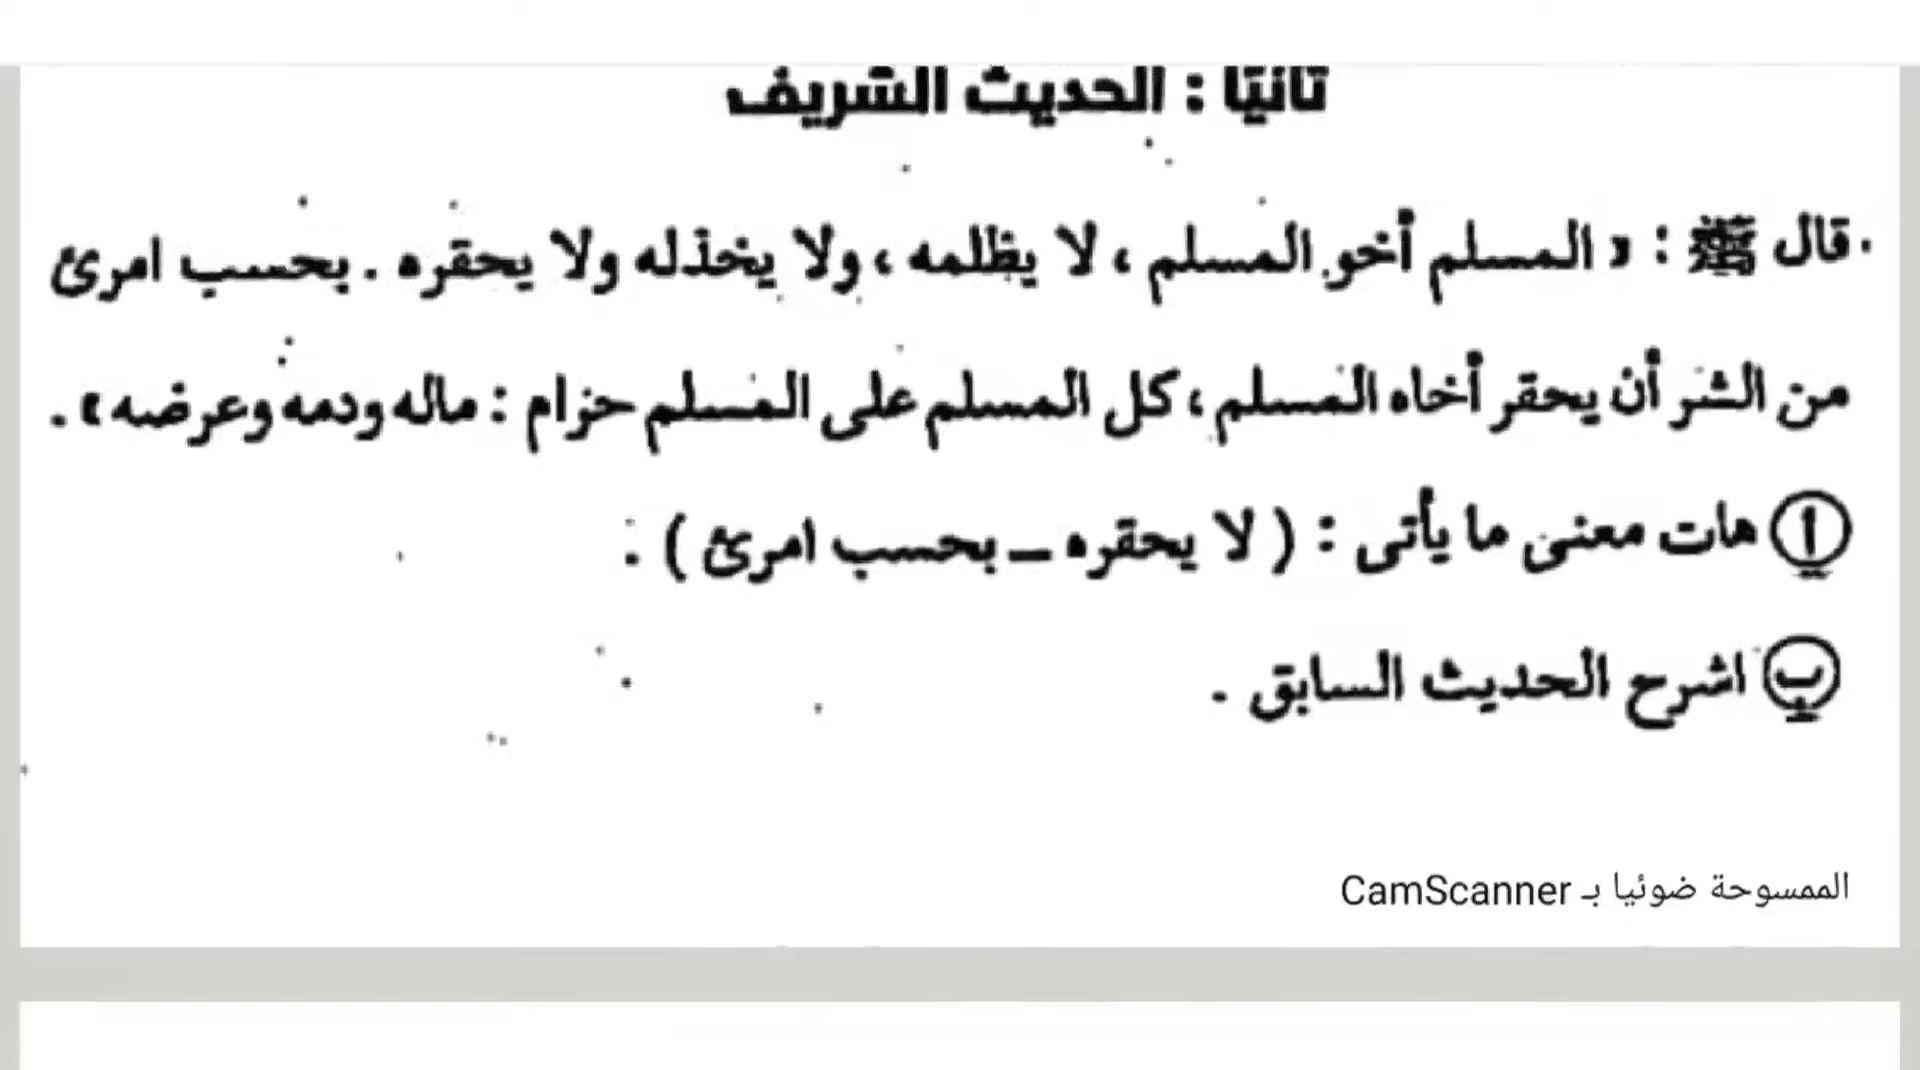 ثانيًا : الحديث الشريف
قال ﷺ : « المسلم أخو المسلم ، لا يظلمه ، ولا يخذله ولا يحقره . بحسب امرئ
من الشر أن يحقر أخاه المسلم ، كل المسلم على المسلم حرام : ماله ودمه وعرضه » .
أ هات معنى ما يأتى : ( لا يحقره – بحسب امرئ ) :
ب اشرح الحديث السابق .
الممسوحة ضوئيا بـ CamScanner